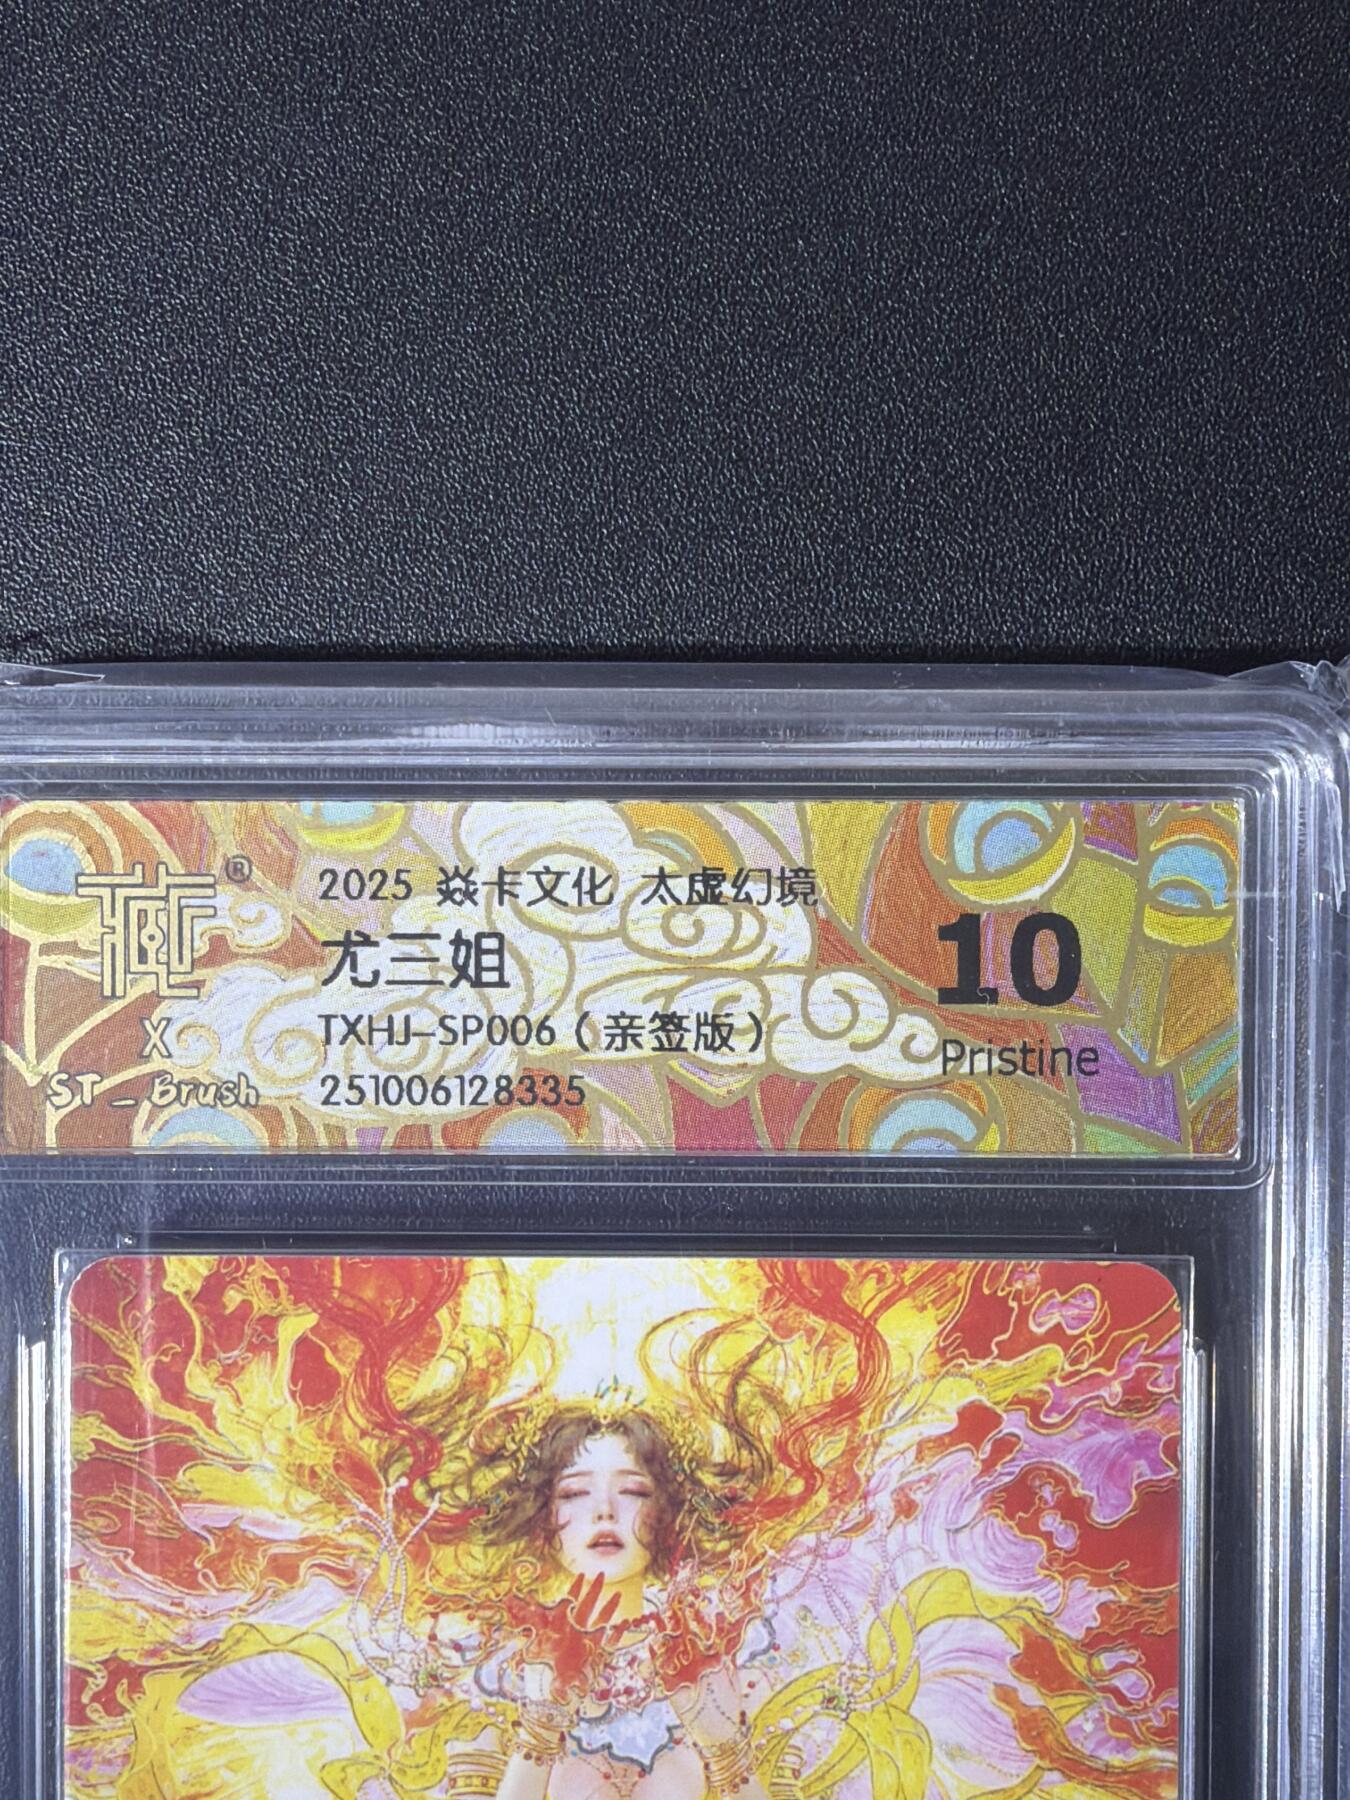 藏®
X
ST_Brush
2025 焱卡文化 太虚幻境
尤三姐
TXHJ-SP006（亲签版）
251006128335
10
Pristine